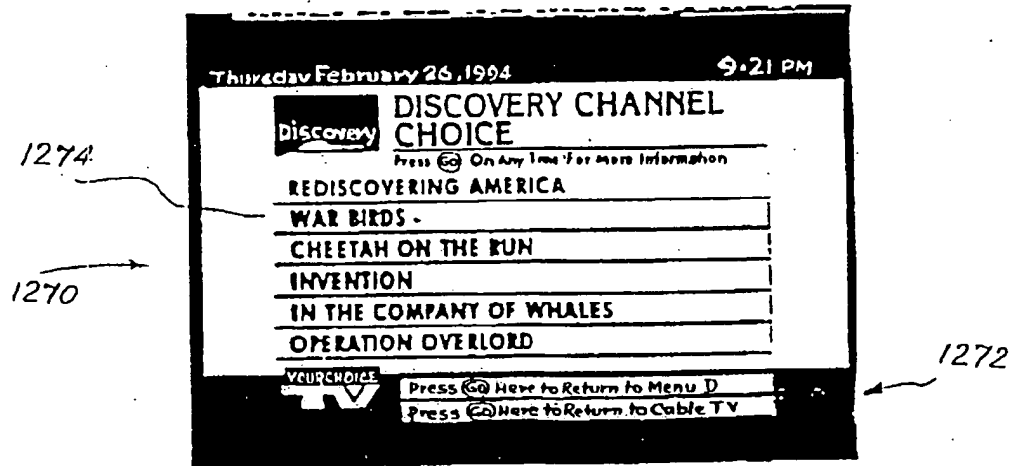 Thursday February 26, 1994 9:21 PM
Discovery
DISCOVERY CHANNEL
CHOICE
Press Go On Any Title For More Information
1274
REDISCOVERING AMERICA
WAR BIRDS -
CHEETAH ON THE RUN
1270
INVENTION
IN THE COMPANY OF WHALES
OPERATION OVERLORD
1272
YOUR CHOICE
TV
Press Go Here to Return to Menu D
Press Go Here to Return to Cable TV